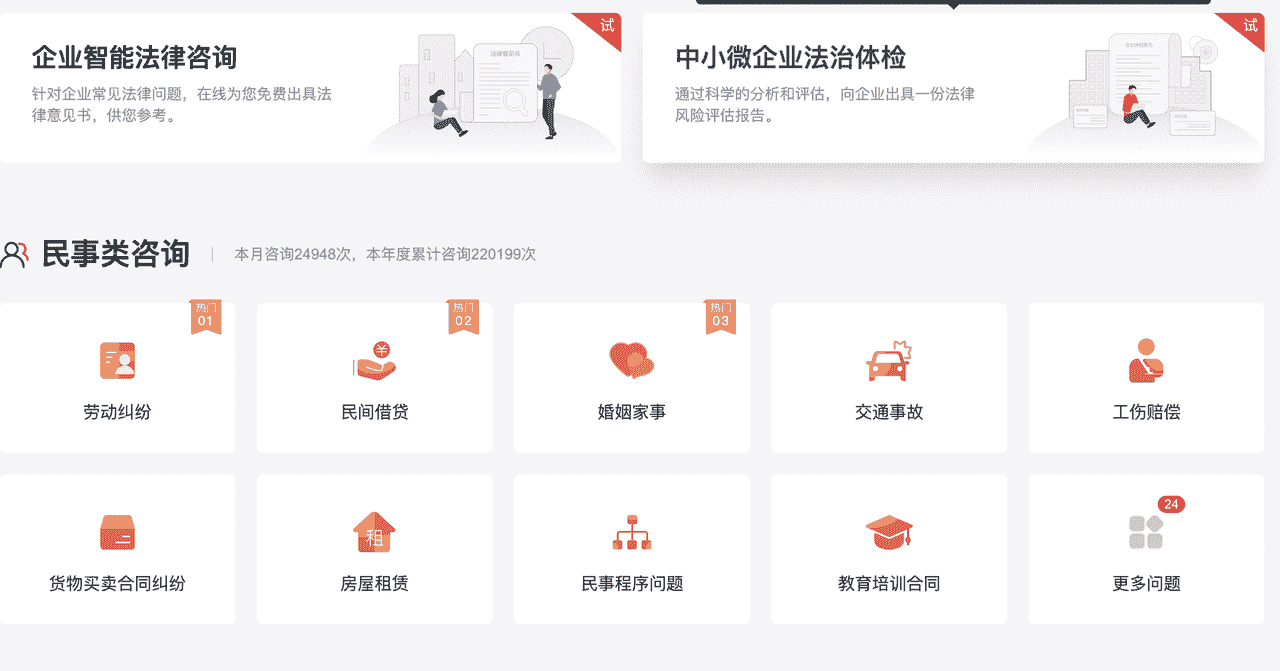 试
企业智能法律咨询
针对企业常见法律问题，在线为您免费出具法
律意见书，供您参考。
法律意见书
试
中小微企业法治体检
通过科学的分析和评估，向企业出具一份法律
风险评估报告。
民事类咨询
本月咨询24948次，本年度累计咨询220199次
热门
01
劳动纠纷
热门
02
民间借贷
热门
03
婚姻家事
交通事故
工伤赔偿
货物买卖合同纠纷
租
房屋租赁
民事程序问题
教育培训合同
24
更多问题